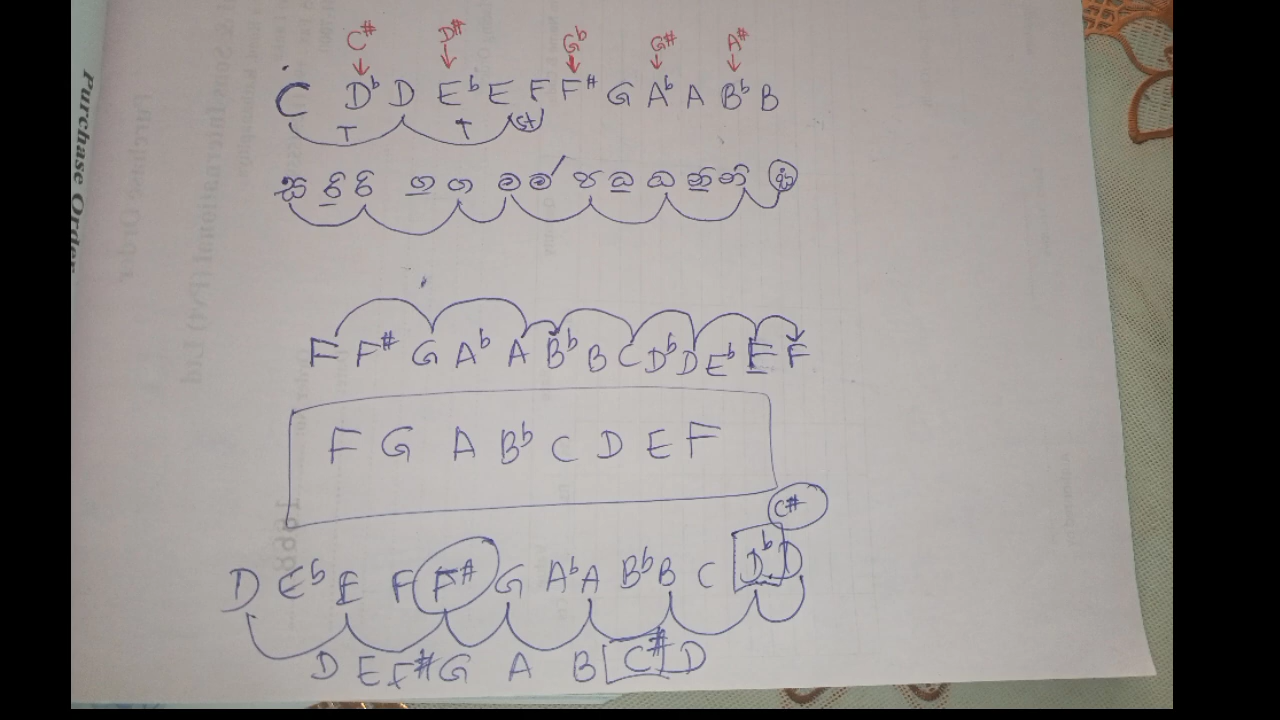 C# D# Gb G# A#
C Db D Eb E F F# G Ab A Bb B
T T St
ස රි රි ග ග ම ම' ප ධ ධ නි නි ස්
F F# G Ab A Bb B C Db D Eb E F
F G A Bb C D E F
C#
D Eb E F F# G Ab A Bb B C Db D
D E F# G A B C# D
Purchase Order